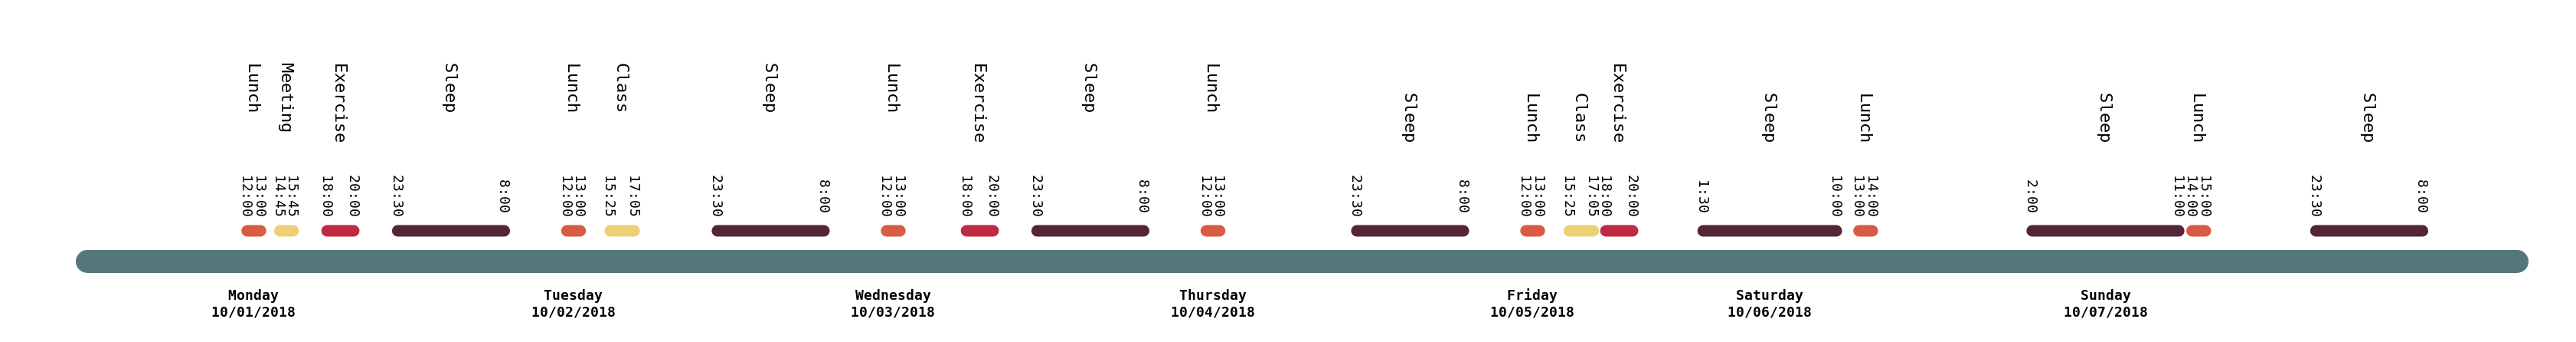 Lunch
Meeting
Exercise
Sleep
Lunch
Class
Sleep
Lunch
Exercise
Sleep
Lunch
Sleep
Lunch
Class
Exercise
Sleep
Lunch
Sleep
Lunch
Sleep
12:00
13:00
14:45
15:45
18:00
20:00
23:30
8:00
12:00
13:00
15:25
17:05
23:30
8:00
12:00
13:00
18:00
20:00
23:30
8:00
12:00
13:00
23:30
8:00
12:00
13:00
15:25
17:05
18:00
20:00
1:30
10:00
13:00
14:00
2:00
11:00
14:00
15:00
23:30
8:00
Monday
10/01/2018
Tuesday
10/02/2018
Wednesday
10/03/2018
Thursday
10/04/2018
Friday
10/05/2018
Saturday
10/06/2018
Sunday
10/07/2018